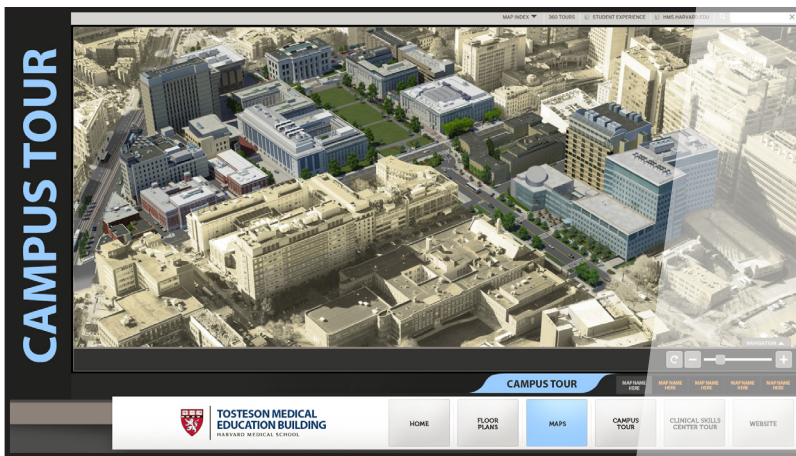 MAP INDEX
360 TOURS
STUDENT EXPERIENCE
HMS.HARVARD.EDU
CAMPUS TOUR
NAVIGATION
CAMPUS TOUR
MAP NAME
HERE
MAP NAME
HERE
MAP NAME
HERE
MAP NAME
HERE
MAP NAME
HERE
TOSTESON MEDICAL
EDUCATION BUILDING
HARVARD MEDICAL SCHOOL
HOME
FLOOR
PLANS
MAPS
CAMPUS
TOUR
CLINICAL SKILLS
CENTER TOUR
WEBSITE